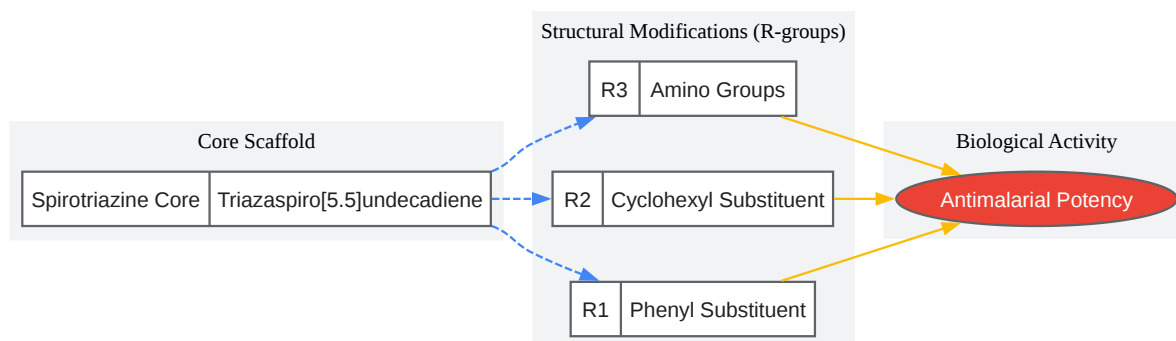 Core Scaffold
Spirotriazine Core
Triazaspiro[5.5]undecadiene
Structural Modifications (R-groups)
R3
Amino Groups
R2
Cyclohexyl Substituent
R1
Phenyl Substituent
Biological Activity
Antimalarial Potency